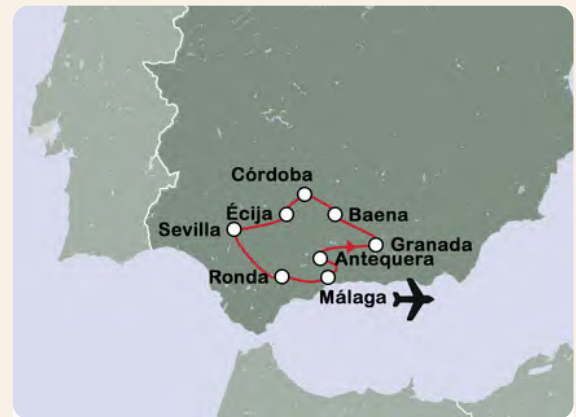 Córdoba
Écija
Baena
Sevilla
Granada
Antequera
Ronda
Málaga